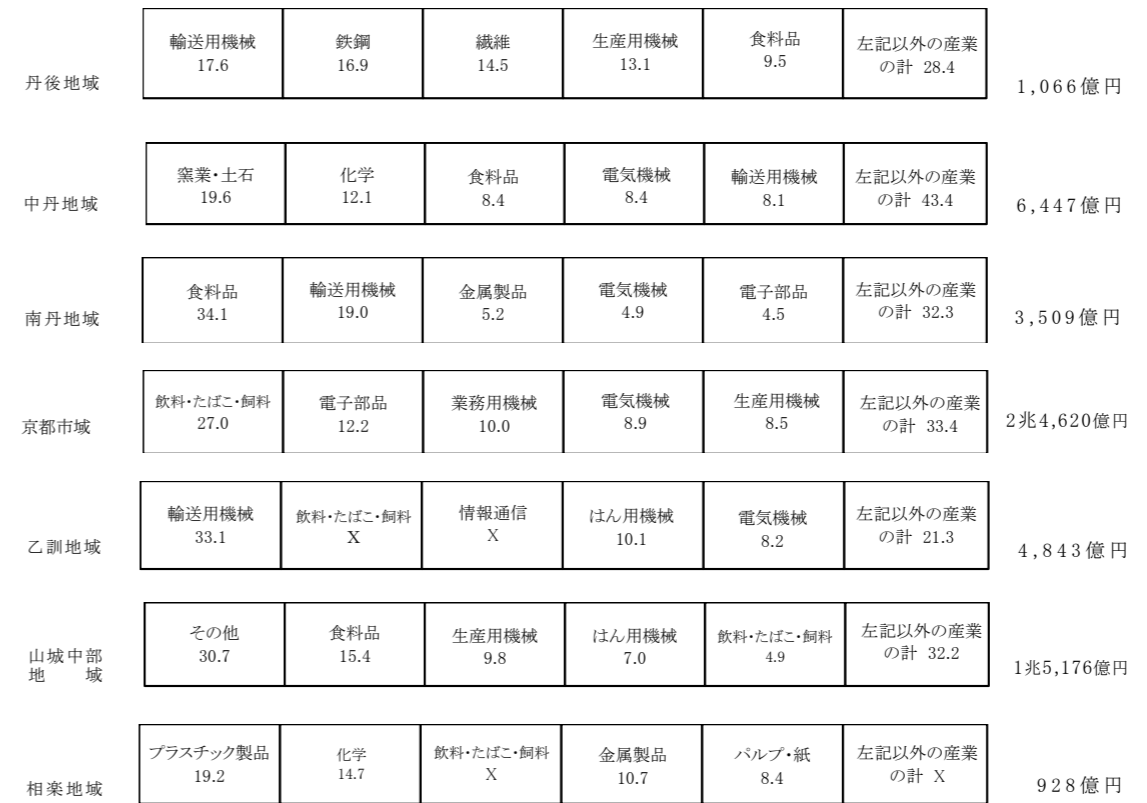 丹後地域
輸送用機械 鉄鋼 繊維 生産用機械 食料品 左記以外の産業
17.6 16.9 14.5 13.1 9.5 の計 28.4
1,066億円
中丹地域
窯業・土石 化学 食料品 電気機械 輸送用機械 左記以外の産業
19.6 12.1 8.4 8.4 8.1 の計 43.4
6,447億円
南丹地域
食料品 輸送用機械 金属製品 電気機械 電子部品 左記以外の産業
34.1 19.0 5.2 4.9 4.5 の計 32.3
3,509億円
京都市域
飲料・たばこ・飼料 電子部品 業務用機械 電気機械 生産用機械 左記以外の産業
27.0 12.2 10.0 8.9 8.5 の計 33.4
2兆4,620億円
乙訓地域
輸送用機械 飲料・たばこ・飼料 情報通信 はん用機械 電気機械 左記以外の産業
33.1 X X 10.1 8.2 の計 21.3
4,843億円
山城中部
地 域
その他 食料品 生産用機械 はん用機械 飲料・たばこ・飼料 左記以外の産業
30.7 15.4 9.8 7.0 4.9 の計 32.2
1兆5,176億円
相楽地域
プラスチック製品 化学 飲料・たばこ・飼料 金属製品 パルプ・紙 左記以外の産業
19.2 14.7 X 10.7 8.4 の計 X
928億円